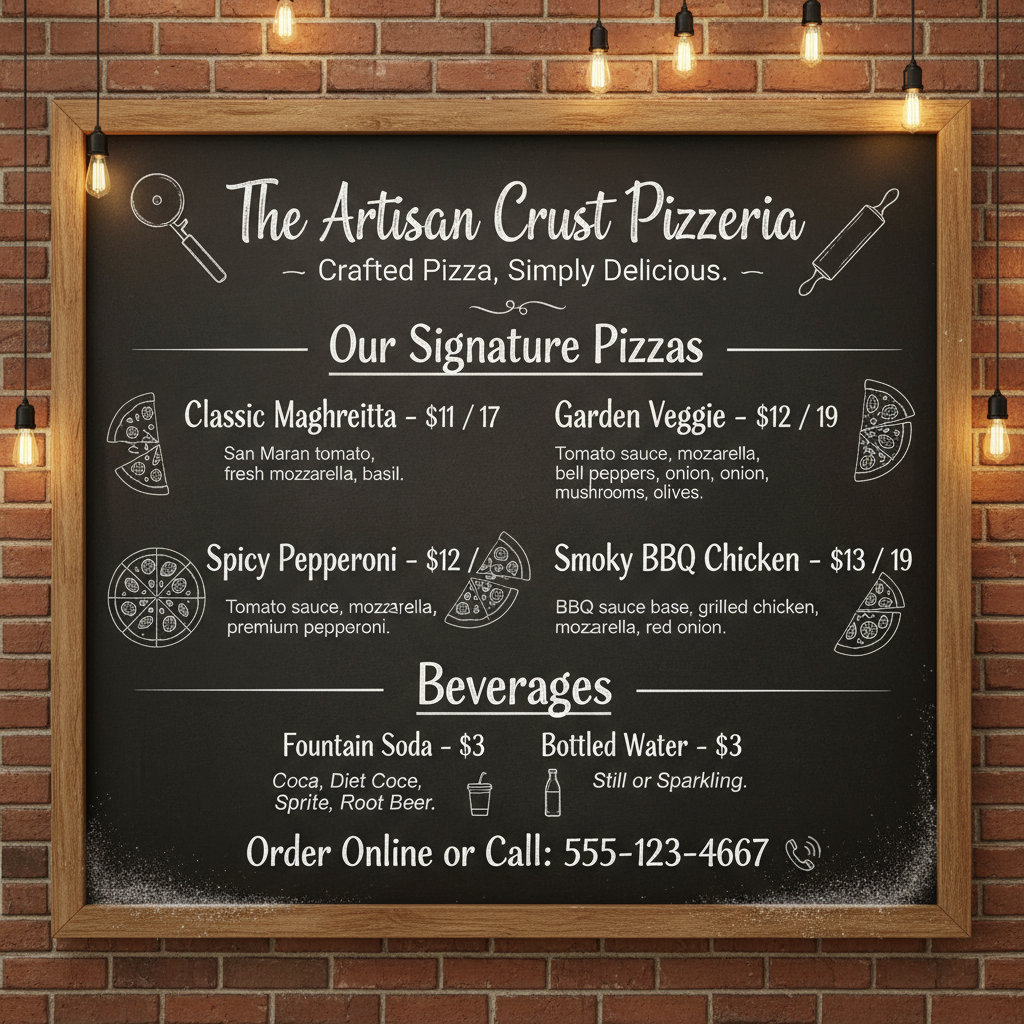 The Artisan Crust Pizzeria
Crafted Pizza, Simply Delicious.
Our Signature Pizzas
Classic Maghreitta – $11 / 17
San Maran tomato,
fresh mozzarella, basil.
Garden Veggie – $12 / 19
Tomato sauce, mozarella,
bell peppers, onion, onion,
mushrooms, olives.
Spicy Pepperoni – $12 /
Tomato sauce, mozzarella,
premium pepperoni.
Smoky BBQ Chicken – $13 / 19
BBQ sauce base, grilled chicken,
mozarella, red onion.
Beverages
Fountain Soda – $3
Coca, Diet Coce,
Sprite, Root Beer.
Bottled Water – $3
Still or Sparkling.
Order Online or Call: 555-123-4667